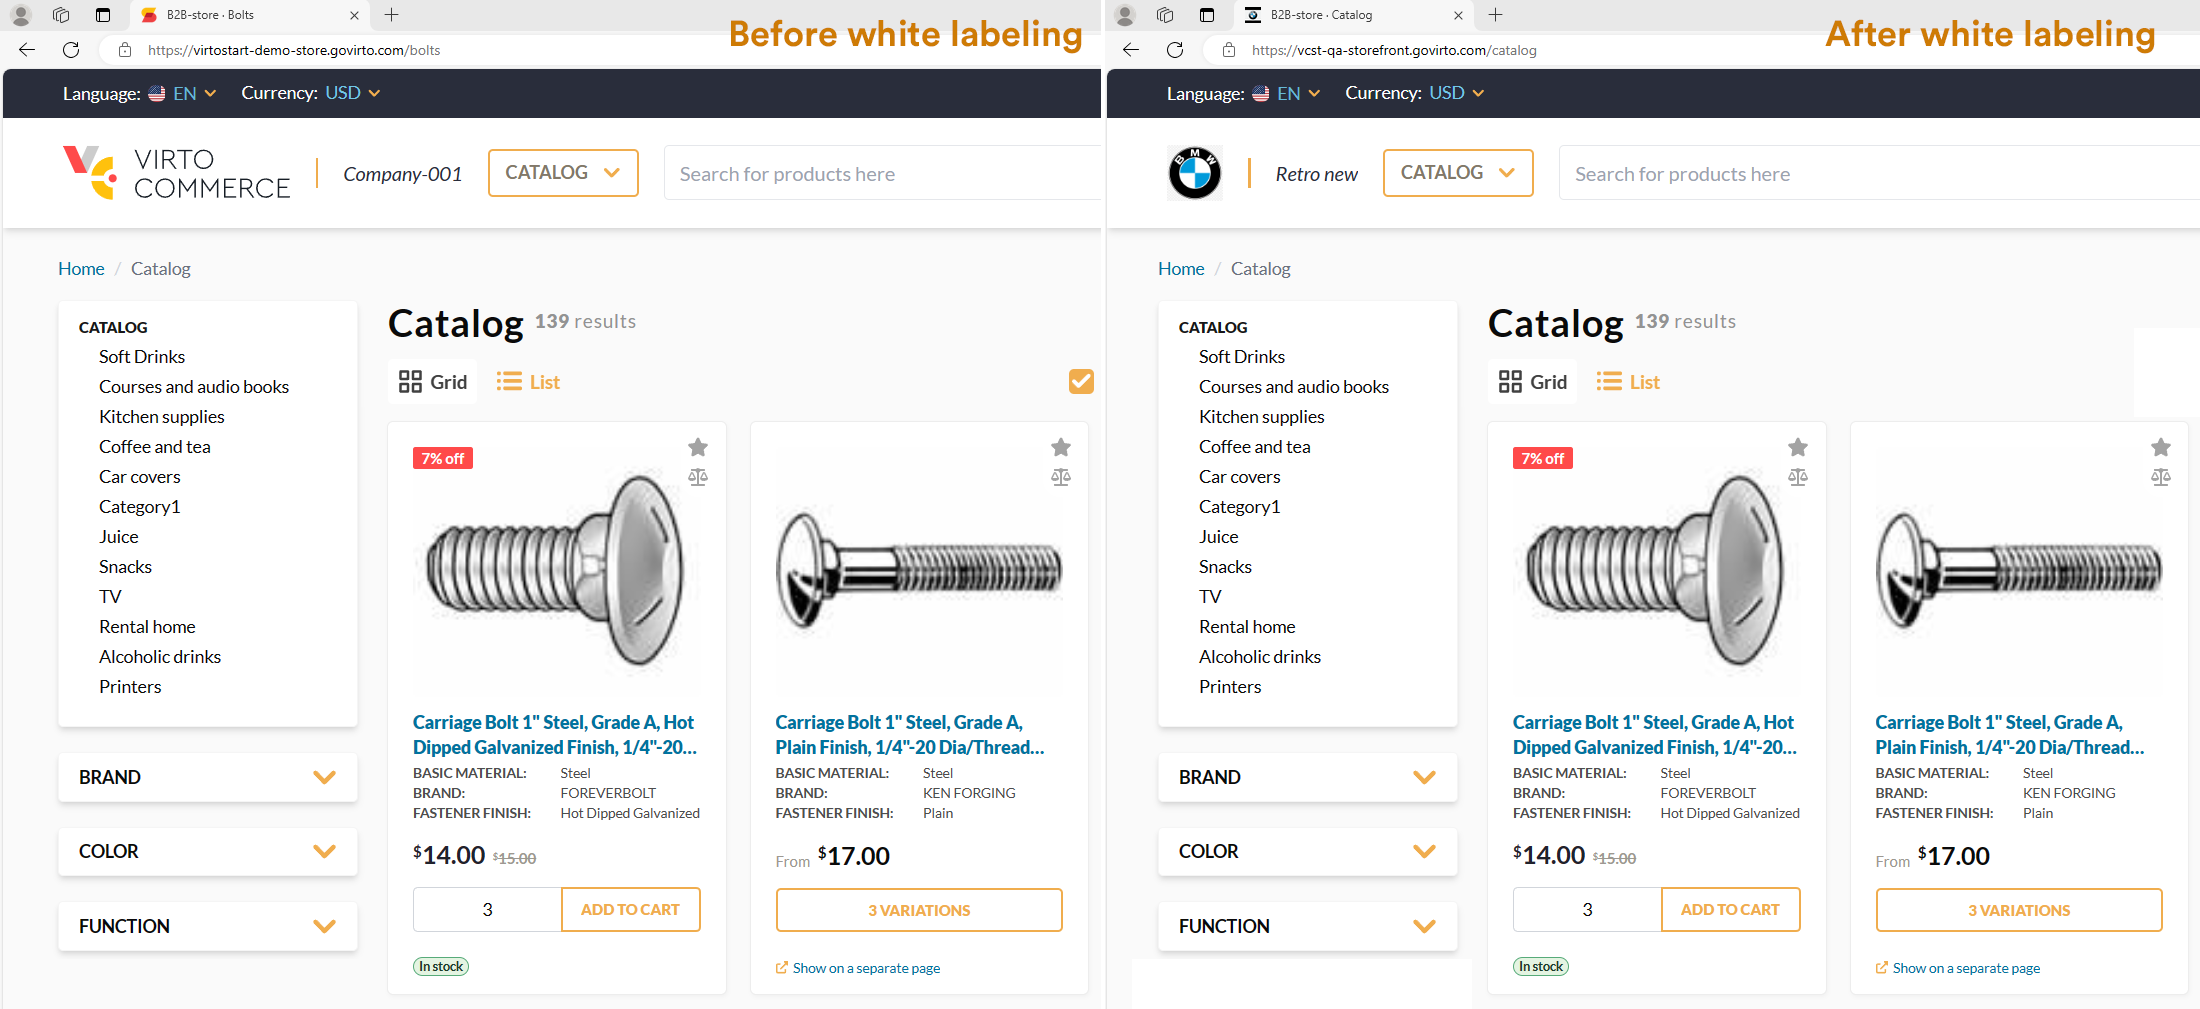 B2B-store · Bolts
Before white labeling
https://virtostart-demo-store.govirto.com/bolts
Language: EN Currency: USD
VIRTO
COMMERCE
Company-001
CATALOG
Search for products here
Home / Catalog
CATALOG
Soft Drinks
Courses and audio books
Kitchen supplies
Coffee and tea
Car covers
Category1
Juice
Snacks
TV
Rental home
Alcoholic drinks
Printers
BRAND
COLOR
FUNCTION
Catalog 139 results
Grid List
7% off
Carriage Bolt 1" Steel, Grade A, Hot
Dipped Galvanized Finish, 1/4"-20...
BASIC MATERIAL: Steel
BRAND: FOREVERBOLT
FASTENER FINISH: Hot Dipped Galvanized
$14.00 $15.00
3 ADD TO CART
In stock
Carriage Bolt 1" Steel, Grade A,
Plain Finish, 1/4"-20 Dia/Thread...
BASIC MATERIAL: Steel
BRAND: KEN FORGING
FASTENER FINISH: Plain
From $17.00
3 VARIATIONS
Show on a separate page
B2B-store · Catalog
After white labeling
https://vcst-qa-storefront.govirto.com/catalog
Language: EN Currency: USD
BMW
Retro new
CATALOG
Search for products here
Home / Catalog
CATALOG
Soft Drinks
Courses and audio books
Kitchen supplies
Coffee and tea
Car covers
Category1
Juice
Snacks
TV
Rental home
Alcoholic drinks
Printers
BRAND
COLOR
FUNCTION
Catalog 139 results
Grid List
7% off
Carriage Bolt 1" Steel, Grade A, Hot
Dipped Galvanized Finish, 1/4"-20...
BASIC MATERIAL: Steel
BRAND: FOREVERBOLT
FASTENER FINISH: Hot Dipped Galvanized
$14.00 $15.00
3 ADD TO CART
In stock
Carriage Bolt 1" Steel, Grade A,
Plain Finish, 1/4"-20 Dia/Thread...
BASIC MATERIAL: Steel
BRAND: KEN FORGING
FASTENER FINISH: Plain
From $17.00
3 VARIATIONS
Show on a separate page